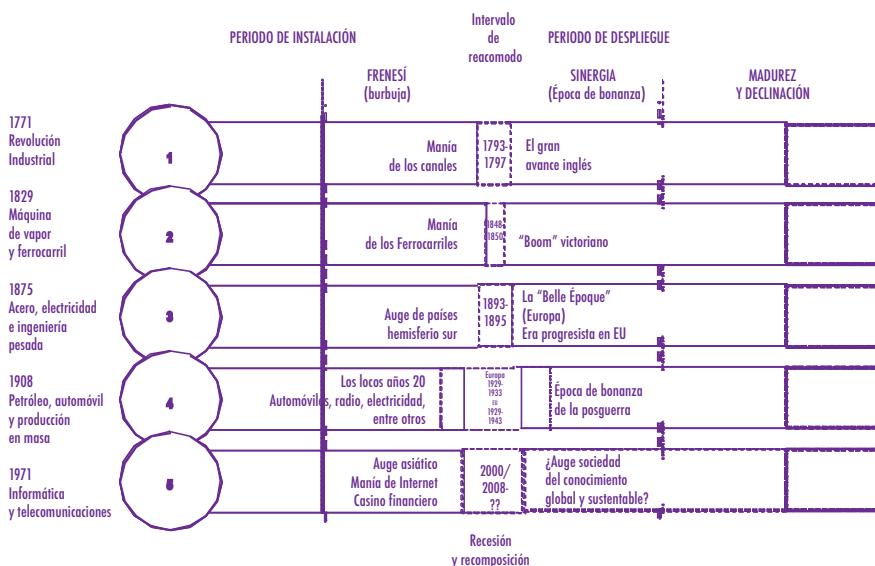 PERIODO DE INSTALACIÓN
Intervalo
de
reacomodo
PERIODO DE DESPLIEGUE
FRENESÍ
(burbuja)
SINERGIA
(Época de bonanza)
MADUREZ
Y DECLINACIÓN
1771
Revolución
Industrial
1
Manía
de los canales
1793-
1797
El gran
avance inglés
1829
Máquina
de vapor
y ferrocarril
2
Manía
de los Ferrocarriles
1848-
1850
“Boom” victoriano
1875
Acero, electricidad
e ingeniería
pesada
3
Auge de países
hemisferio sur
1893-
1895
La “Belle Époque”
(Europa)
Era progresista en EU
1908
Petróleo, automóvil
y producción
en masa
4
Los locos años 20
Automóviles, radio, electricidad,
entre otros
Europa
1929-
1933
EU
1929-
1943
Época de bonanza
de la posguerra
1971
Informática
y telecomunicaciones
5
Auge asiático
Manía de Internet
Casino financiero
2000/
2008-
??
¿Auge sociedad
del conocimiento
global y sustentable?
Recesión
y recomposición